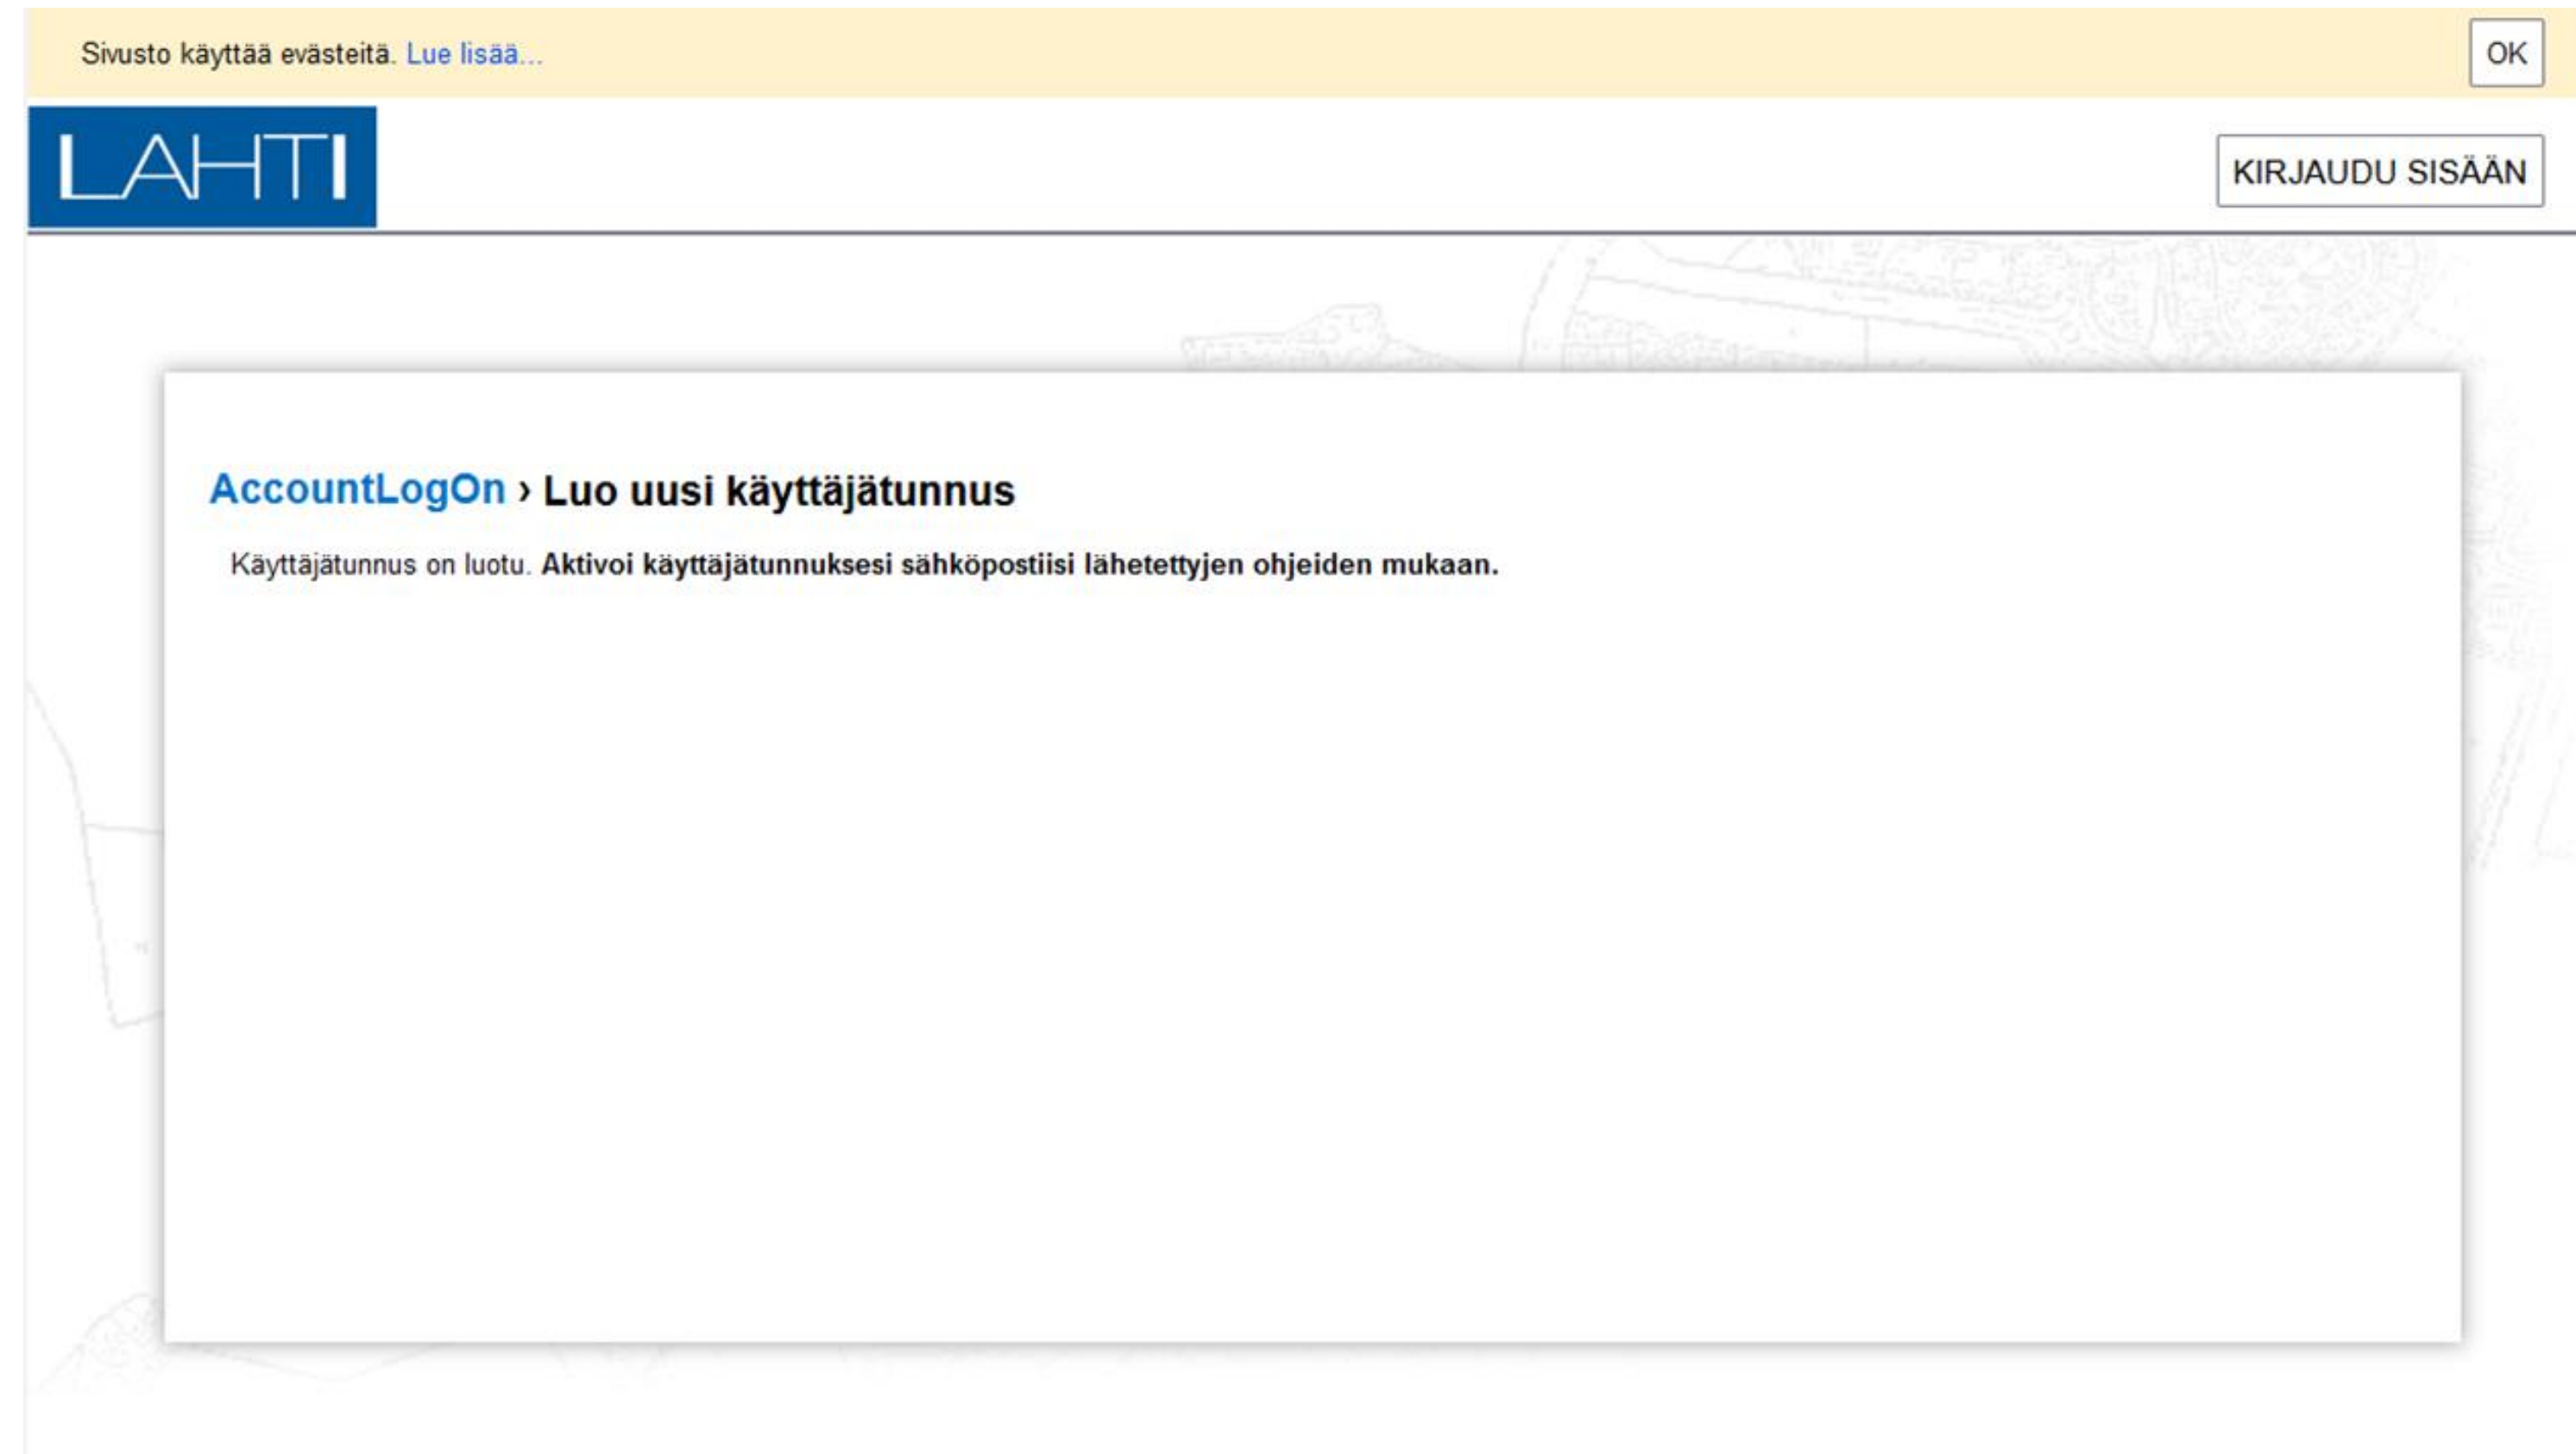 Sivusto käyttää evästeitä. Lue lisää...
OK
LAHTI
KIRJAUDU SISÄÄN
AccountLogOn › Luo uusi käyttäjätunnus
Käyttäjätunnus on luotu. Aktivoi käyttäjätunnuksesi sähköpostiisi lähetettyjen ohjeiden mukaan.